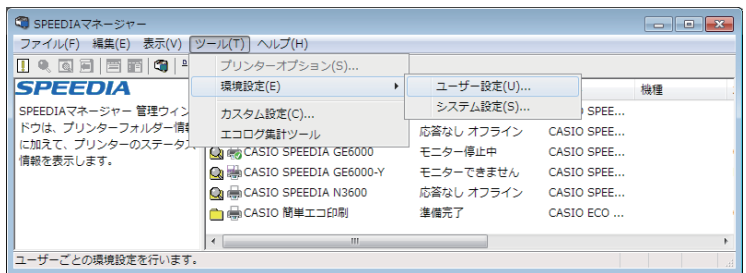 SPEEDIAマネージャー
ファイル(F) 編集(E) 表示(V) ツール(T) ヘルプ(H)
プリンターオプション(S)...
環境設定(E)
カスタム設定(C)...
エコログ集計ツール
ユーザー設定(U)...
システム設定(S)...
SPEEDIA
SPEEDIAマネージャー 管理ウィン
ドウは、プリンターフォルダー情
に加えて、プリンターのステータス
情報を表示します。
機種
SPEE...
応答なし オフライン CASIO SPEE...
CASIO SPEEDIA GE6000 モニター停止中 CASIO SPEE...
CASIO SPEEDIA GE6000-Y モニターできません CASIO SPEE...
CASIO SPEEDIA N3600 応答なし オフライン CASIO SPEE...
CASIO 簡単エコ印刷 準備完了 CASIO ECO ...
ユーザーごとの環境設定を行います。